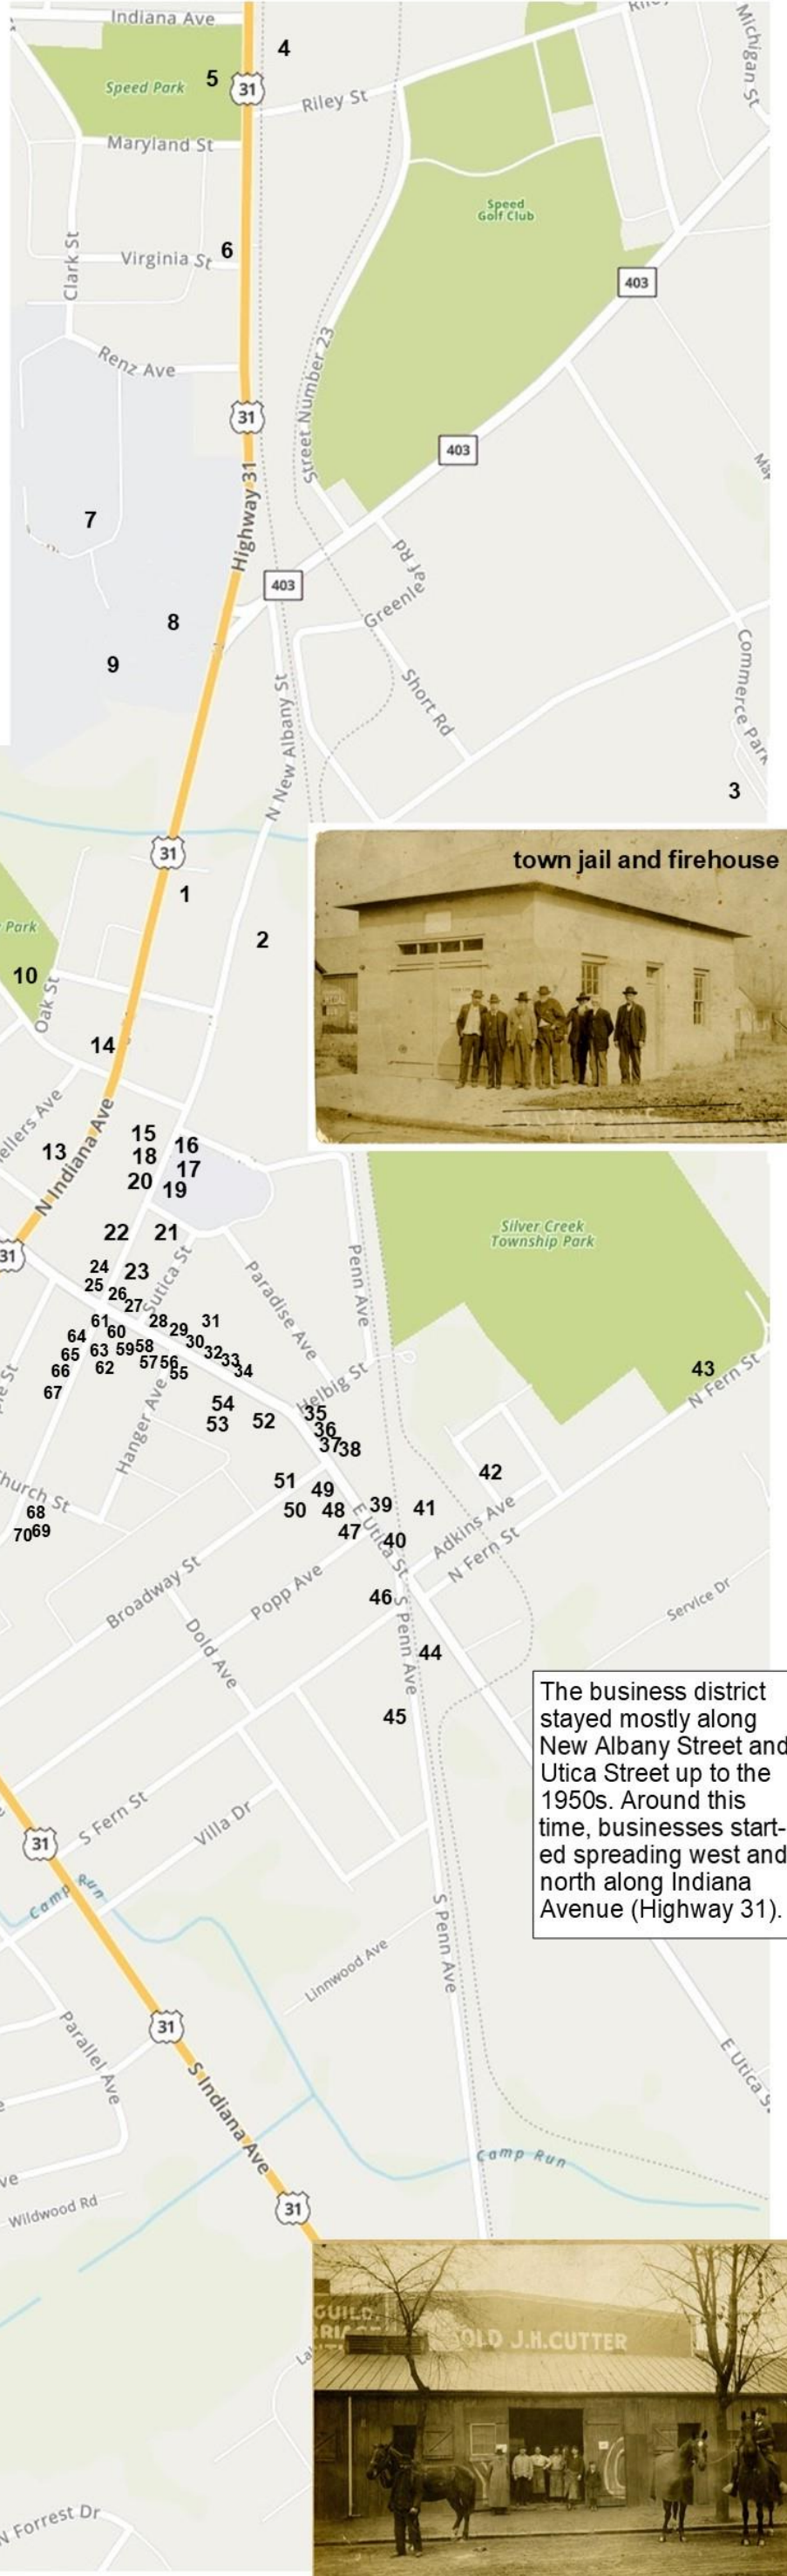 Indiana Ave
4
Speed Park
5
31
Riley St
Michigan St
Maryland St
Speed
Golf Club
Clark St
Virginia St
6
403
Renz Ave
Street Number 23
31
403
Highway 31
7
403
Greenleaf Rd
8
9
Short Rd
Commerce Park
N New Albany St
3
31
town jail and firehouse
1
2
Park
10
Oak St
14
ellers Ave
N Indiana Ave
13
15
16
18
17
20
19
22
21
Silver Creek
Township Park
31
Penn Ave
24
23
25
26
27
Sutica St
Paradise Ave
28
31
61
29
64
60
30
59
58
63
32
65
33
57
56
62
34
55
66
43
67
Helbig St
N Fern St
54
35
53
52
36
37
38
Hanger Ave
42
51
49
hurch St
39
41
50
48
68
E Utica St
Adkins Ave
47
70
69
40
N Fern St
Broadway St
Popp Ave
46
Service Dr
S Penn Ave
Dold Ave
44
45
The business district
stayed mostly along
New Albany Street and
Utica Street up to the
1950s. Around this
time, businesses start-
ed spreading west and
north along Indiana
Avenue (Highway 31).
S Fern St
Villa Dr
31
Camp Run
S Penn Ave
Linnwood Ave
31
Parallel Ave
E Utica S
S Indiana Ave
Camp Run
ve
Wildwood Rd
31
GUILD.
OLD J.H.CUTTER
N Forrest Dr